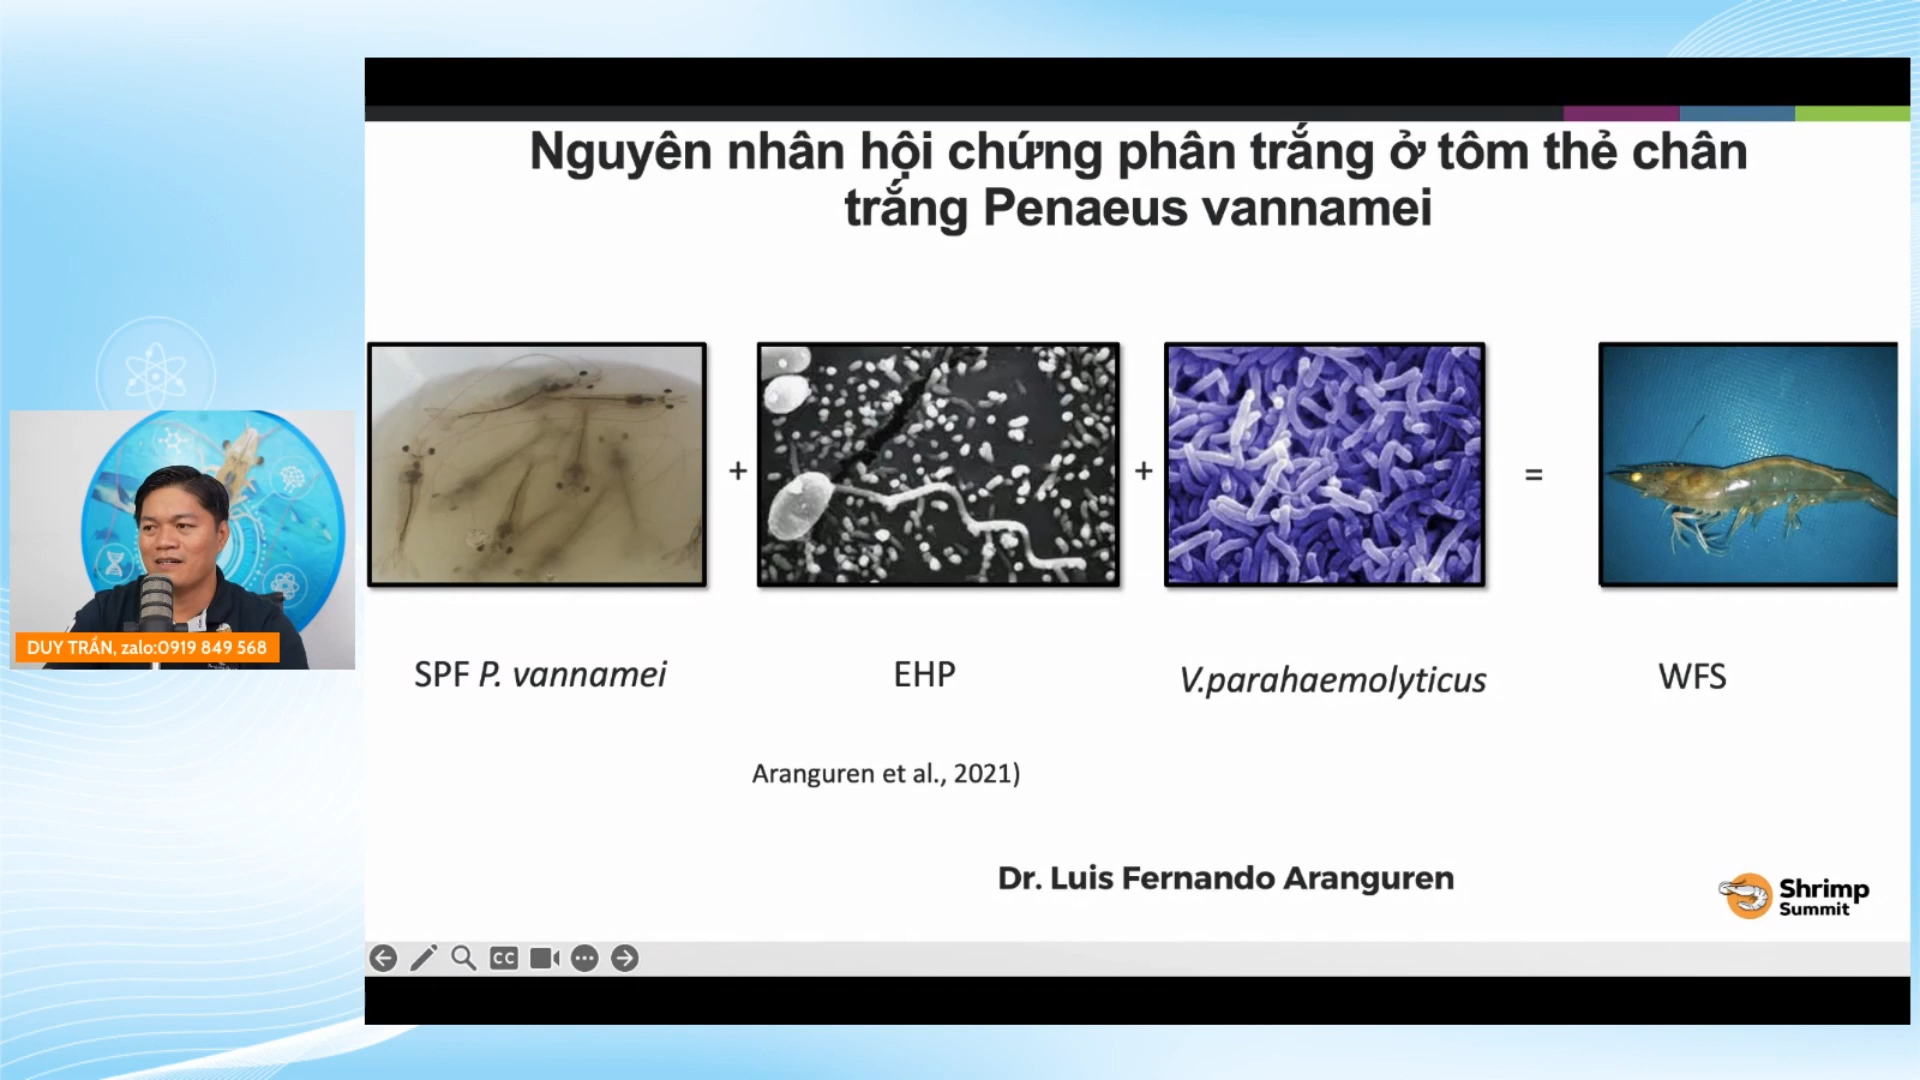 Nguyên nhân hội chứng phân trắng ở tôm thẻ chân
trắng Penaeus vannamei
+
+
=
SPF P. vannamei
EHP
V.parahaemolyticus
WFS
Aranguren et al., 2021)
Dr. Luis Fernando Aranguren
Shrimp
Summit
CC
DUY TRẦN, zalo:0919 849 568